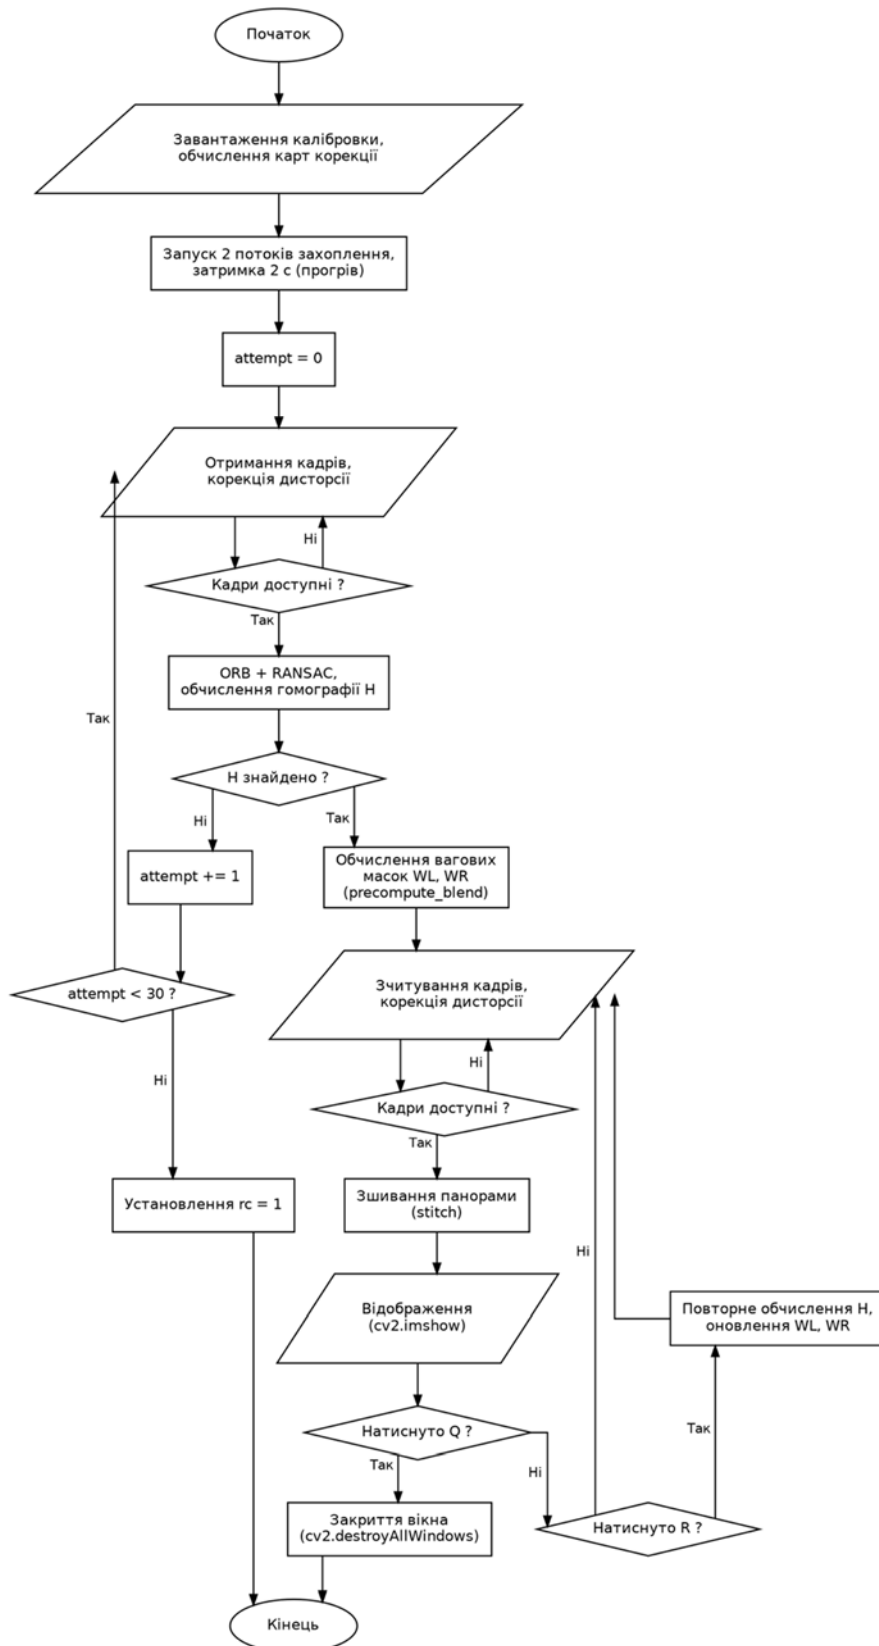 Початок
Завантаження калібровки,
обчислення карт корекції
Запуск 2 потоків захоплення,
затримка 2 с (прогрів)
attempt = 0
Отримання кадрів,
корекція дисторсії
Ні
Кадри доступні ?
Так
ORB + RANSAC,
обчислення гомографії H
Так
H знайдено ?
Ні
Так
attempt += 1
Обчислення вагових
масок WL, WR
(precompute_blend)
attempt < 30 ?
Зчитування кадрів,
корекція дисторсії
Ні
Ні
Кадри доступні ?
Так
Установлення rc = 1
Зшивання панорами
(stitch)
Ні
Відображення
(cv2.imshow)
Повторне обчислення H,
оновлення WL, WR
Натиснуто Q ?
Так
Так
Ні
Закриття вікна
(cv2.destroyAllWindows)
Натиснуто R ?
Кінець